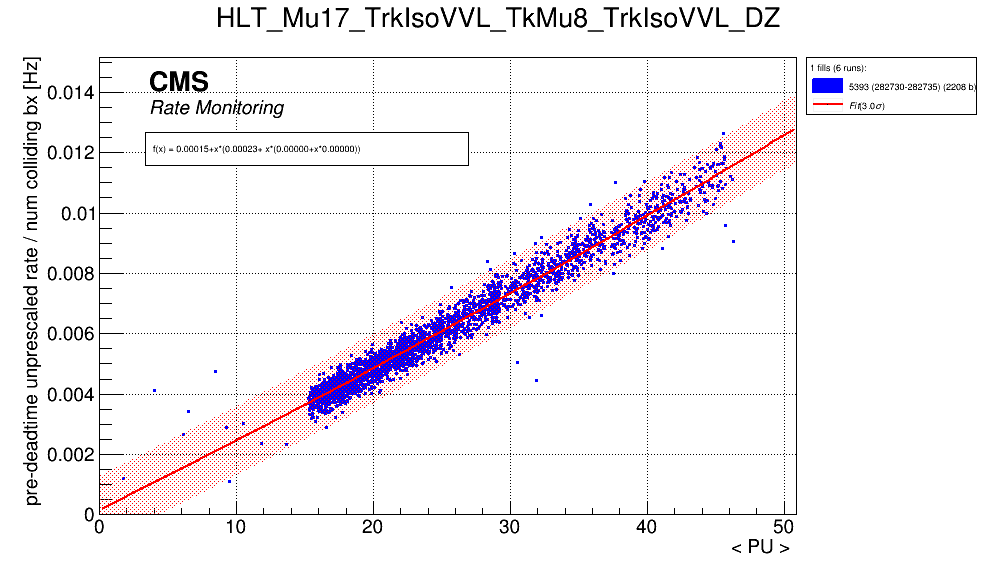 HLT_Mu17_TrkIsoVVL_TkMu8_TrkIsoVVL_DZ
pre-deadtime unprescaled rate / num colliding bx [Hz]
CMS
Rate Monitoring
f(x) = 0.00015+x*(0.00023+ x*(0.00000+x*0.00000))
1 fills (6 runs):
5393 (282730-282735) (2208 b)
Fit(3.0σ)
0.014
0.012
0.01
0.008
0.006
0.004
0.002
0
0 10 20 30 40 50
< PU >